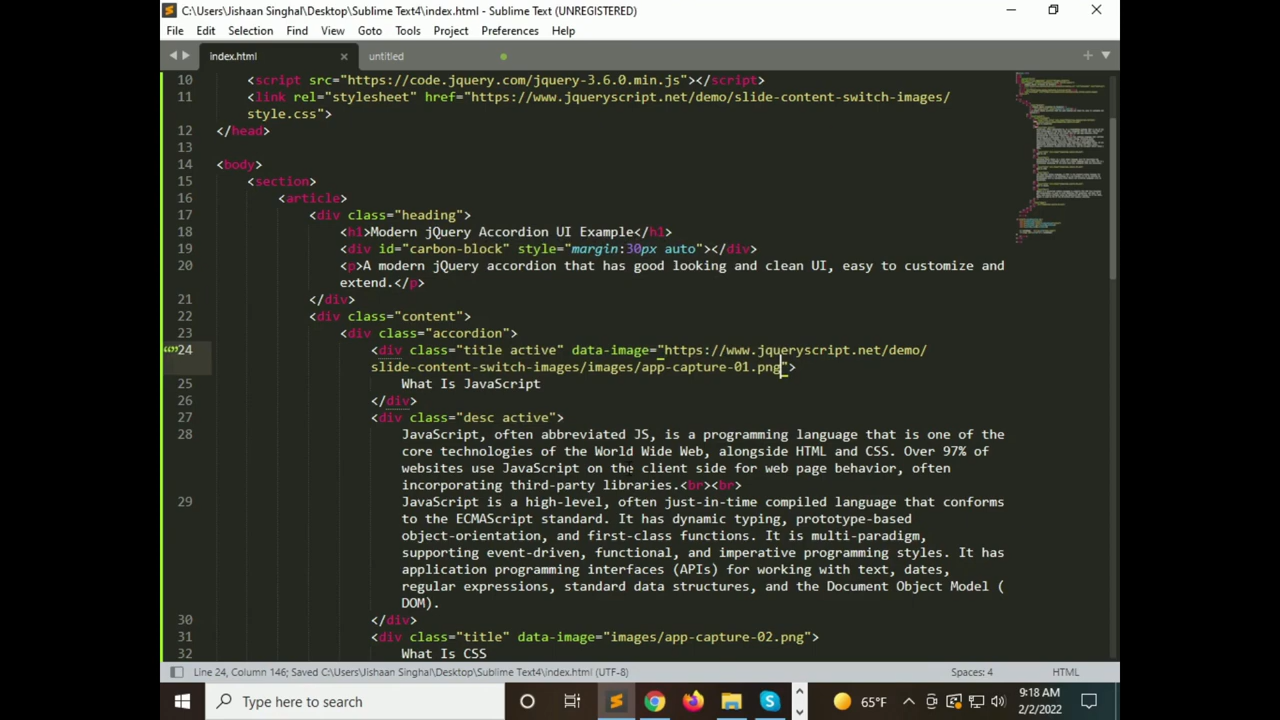 C:\Users\Jishaan Singhal\Desktop\Sublime Text4\index.html - Sublime Text (UNREGISTERED)
File Edit Selection Find View Goto Tools Project Preferences Help
index.html untitled
10 <script src="https://code.jquery.com/jquery-3.6.0.min.js"></script>
11 <link rel="stylesheet" href="https://www.jqueryscript.net/demo/slide-content-switch-images/
style.css">
12 </head>
13
14 <body>
15 <section>
16 <article>
17 <div class="heading">
18 <h1>Modern jQuery Accordion UI Example</h1>
19 <div id="carbon-block" style="margin:30px auto"></div>
20 <p>A modern jQuery accordion that has good looking and clean UI, easy to customize and
extend.</p>
21 </div>
22 <div class="content">
23 <div class="accordion">
24 <div class="title active" data-image="https://www.jqueryscript.net/demo/
slide-content-switch-images/images/app-capture-01.png">
25 What Is JavaScript
26 </div>
27 <div class="desc active">
28 JavaScript, often abbreviated JS, is a programming language that is one of the
core technologies of the World Wide Web, alongside HTML and CSS. Over 97% of
websites use JavaScript on the client side for web page behavior, often
incorporating third-party libraries.<br><br>
29 JavaScript is a high-level, often just-in-time compiled language that conforms
to the ECMAScript standard. It has dynamic typing, prototype-based
object-orientation, and first-class functions. It is multi-paradigm,
supporting event-driven, functional, and imperative programming styles. It has
application programming interfaces (APIs) for working with text, dates,
regular expressions, standard data structures, and the Document Object Model (
DOM).
30 </div>
31 <div class="title" data-image="images/app-capture-02.png">
32 What Is CSS
Line 24, Column 146; Saved C:\Users\Jishaan Singhal\Desktop\Sublime Text4\index.html (UTF-8) Spaces: 4 HTML
Type here to search 65°F 9:18 AM
2/2/2022